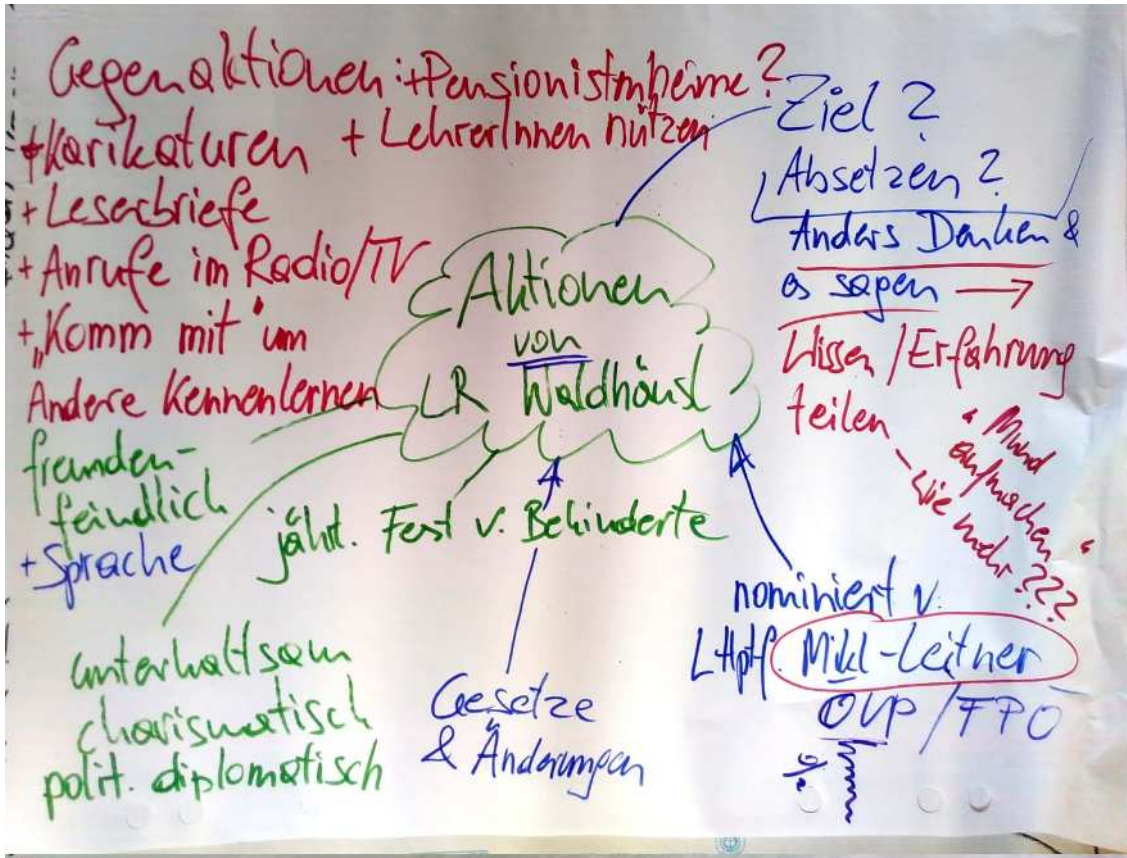 Gegenaktionen: + Pensionistnheime?
+ Karikaturen + LehrerInnen nützen
+ Leserbriefe
+ Anrufe im Radio/TV
+ „Komm mit" um
Andere Kennenlernen
fremden-
feindlich
+ Sprache
unterhaltsam
charismatisch
polit. diplomatisch
Aktionen
von
LR Waldhäusl
jährl. Fest v. Behinderte
Gesetze
& Änderungen
Ziel?
Absetzen?
Anders Denken &
es sagen →
Wissen/Erfahrung
teilen
- Wie mehr???
"Mund
aufmachen"
nominiert v.
LHptf. Mikl-Leitner
ÖVP/FPÖ